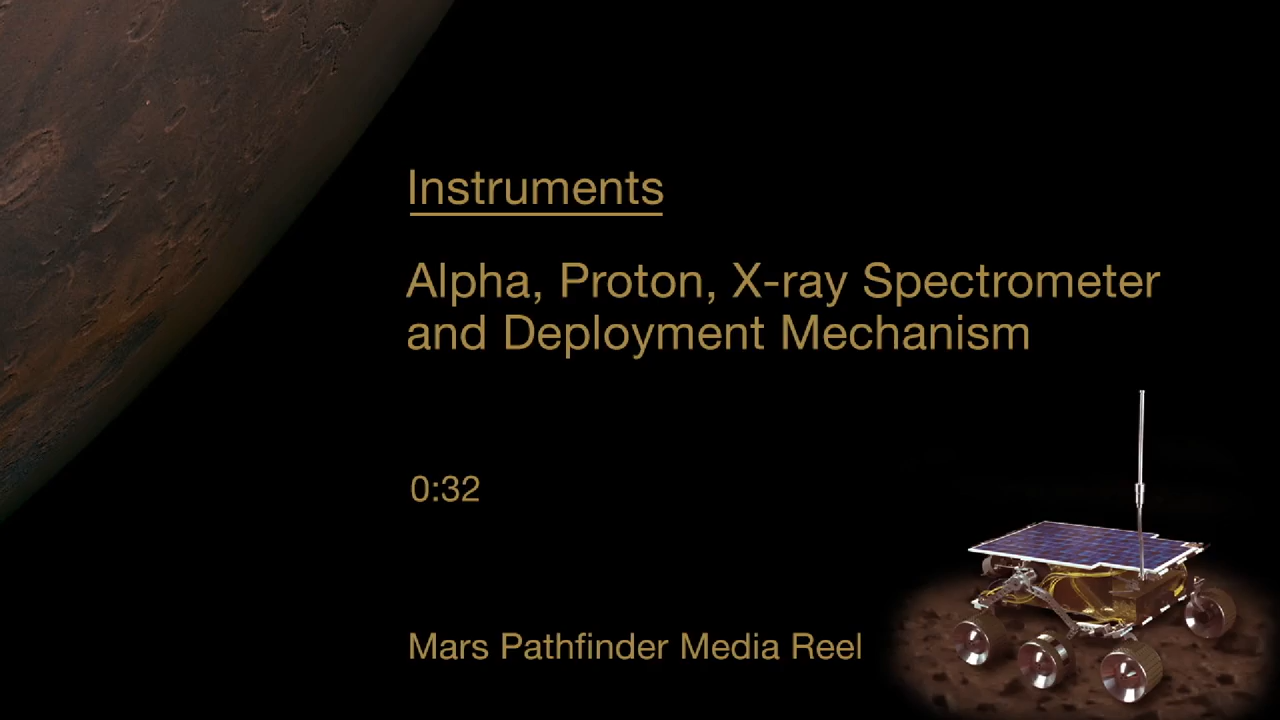 Instruments
Alpha, Proton, X-ray Spectrometer
and Deployment Mechanism
0:32
Mars Pathfinder Media Reel